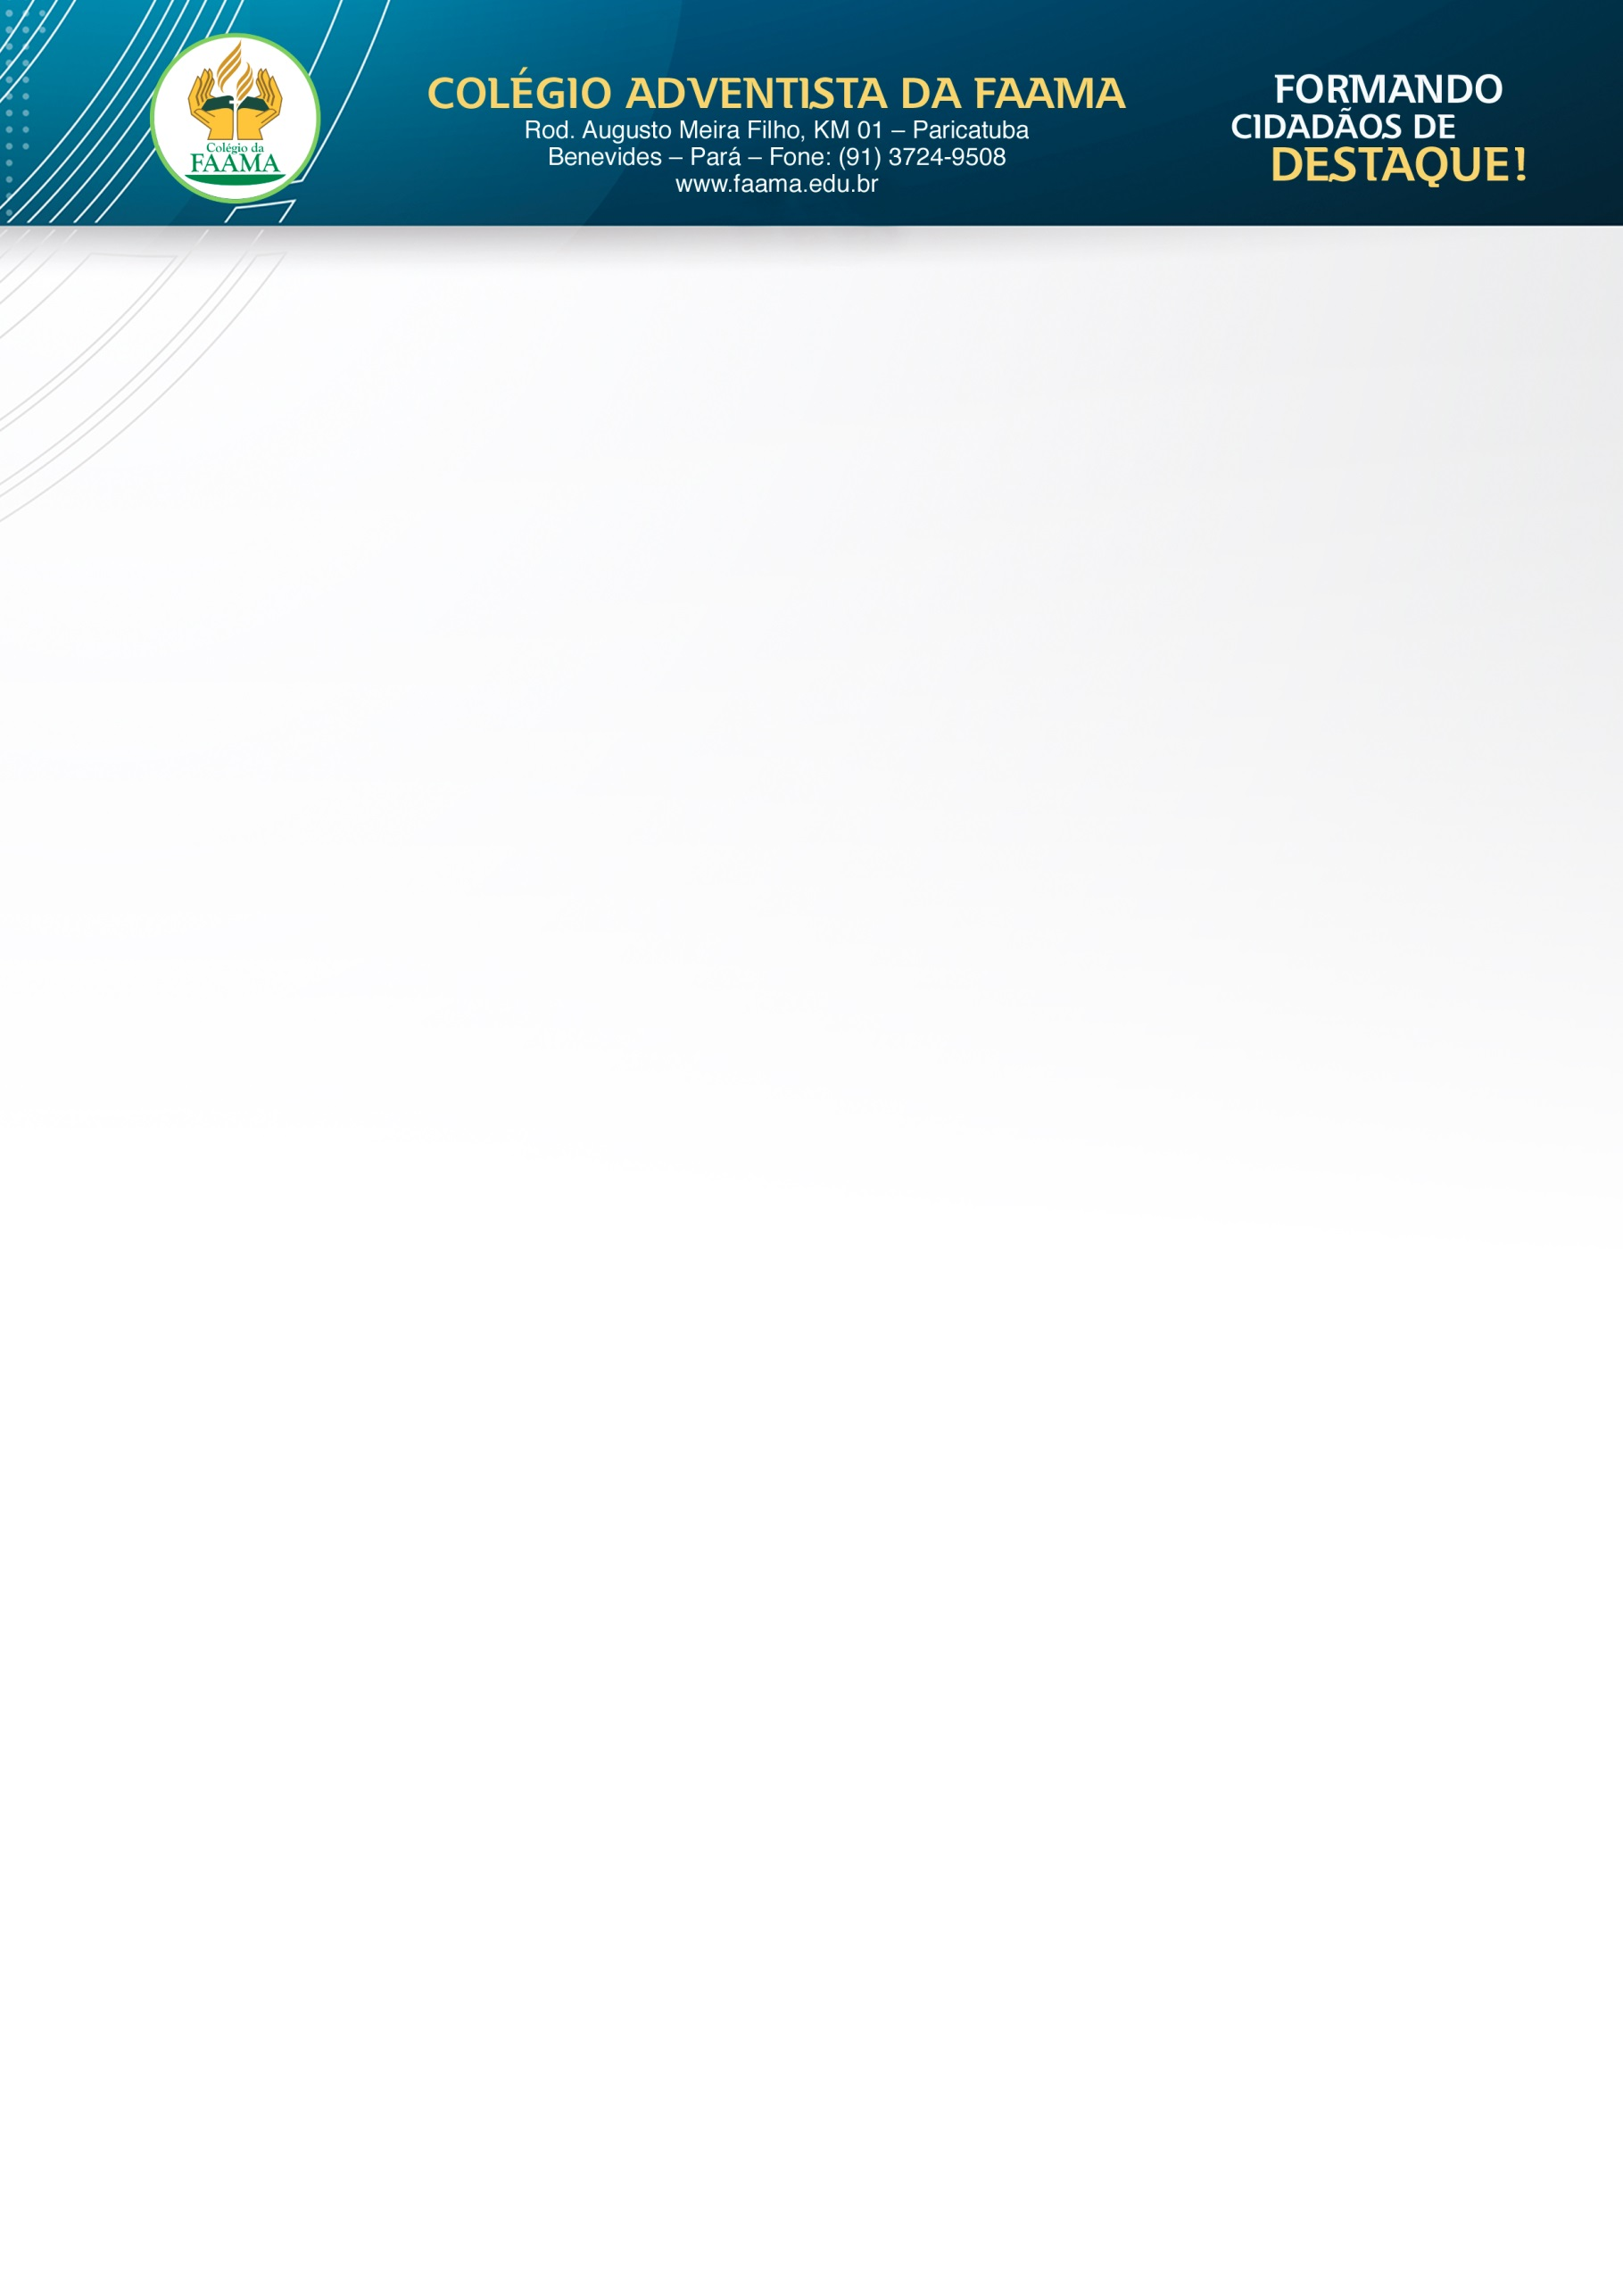 Colégio da
FAAMA
COLÉGIO ADVENTISTA DA FAAMA
Rod. Augusto Meira Filho, KM 01 – Paricatuba
Benevides – Pará – Fone: (91) 3724-9508
www.faama.edu.br
FORMANDO
CIDADÃOS DE
DESTAQUE!